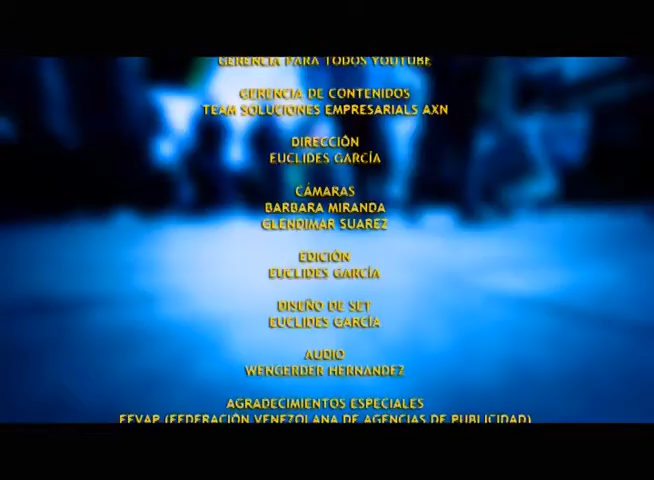 GERENCIA PARA TODOS YOUTUBE
GERENCIA DE CONTENIDOS
TEAM SOLUCIONES EMPRESARIALS AXN
DIRECCIÓN
EUCLIDES GARCÍA
CÁMARAS
BARBARA MIRANDA
GLENDIMAR SUAREZ
EDICIÓN
EUCLIDES GARCÍA
DISEÑO DE SET
EUCLIDES GARCÍA
AUDIO
WENGERDER HERNANDEZ
AGRADECIMIENTOS ESPECIALES
FEVAP (FEDERACIÓN VENEZOLANA DE AGENCIAS DE PUBLICIDAD)